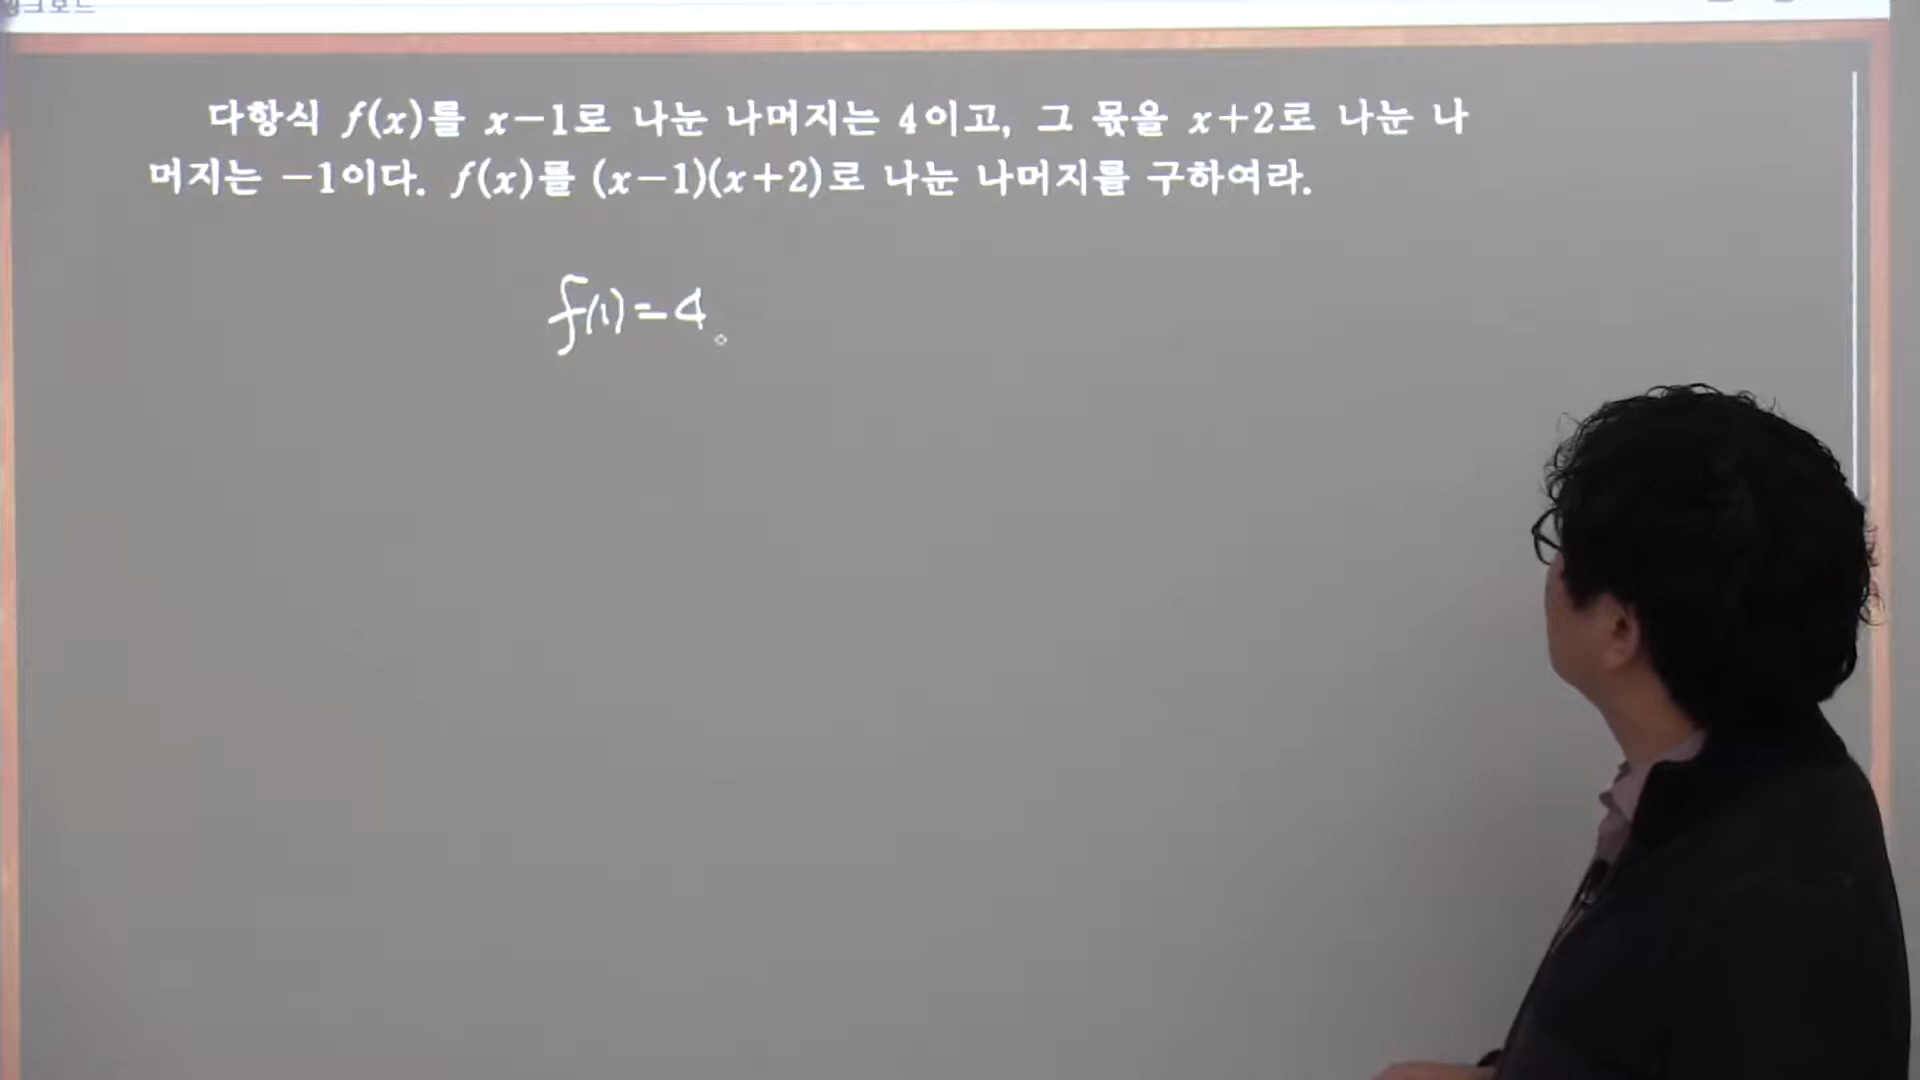 다항식 f(x)를 x−1로 나눈 나머지는 4이고, 그 몫을 x+2로 나눈 나
머지는 −1이다. f(x)를 (x−1)(x+2)로 나눈 나머지를 구하여라.
f(1)=4